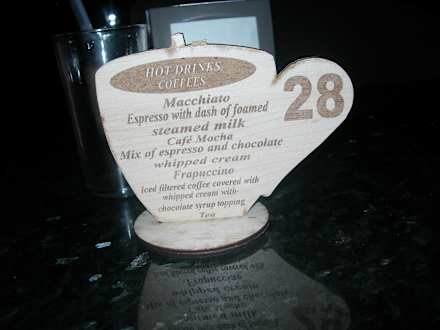 HOT DRINKS
COFFEES
28
Macchiato
Espresso with dash of foamed
steamed milk
Café Mocha
Mix of espresso and chocolate
whipped cream
Frapuccino
Iced filtered coffee covered with
whipped cream with
chocolate syrup topping
Tea